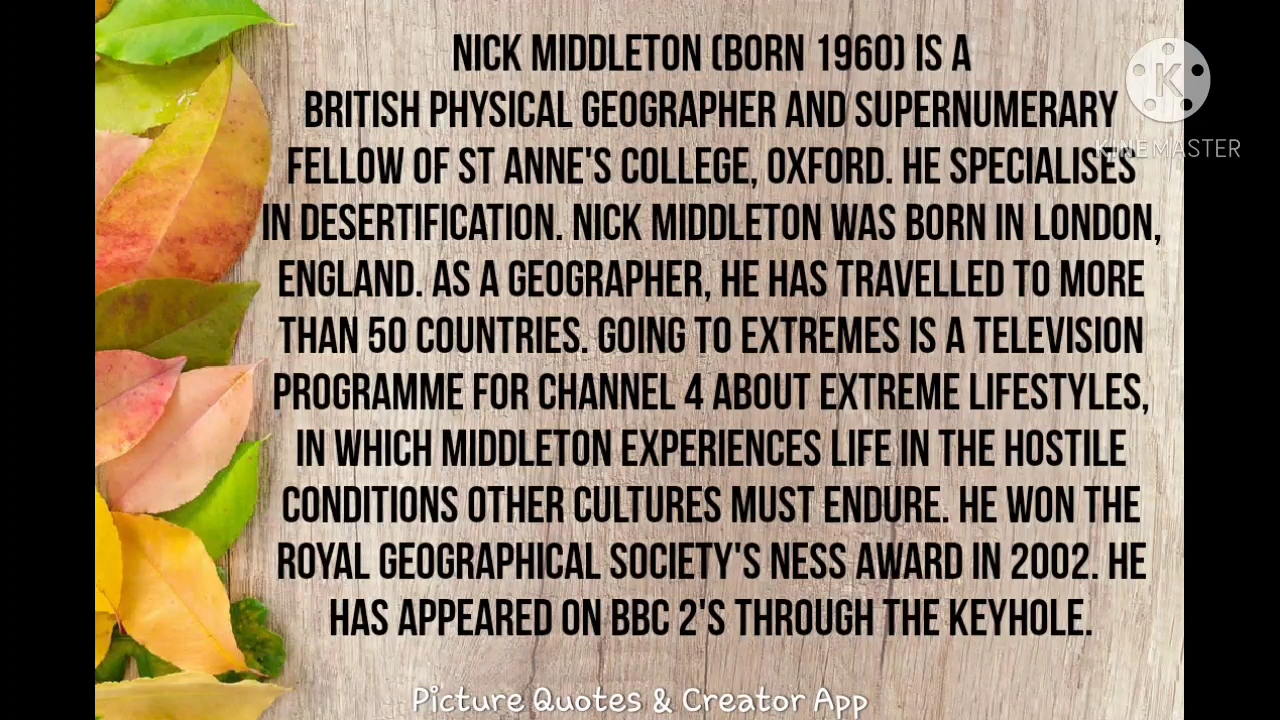 NICK MIDDLETON (BORN 1960) IS A
BRITISH PHYSICAL GEOGRAPHER AND SUPERNUMERARY
FELLOW OF ST ANNE'S COLLEGE, OXFORD. HE SPECIALISES
IN DESERTIFICATION. NICK MIDDLETON WAS BORN IN LONDON,
ENGLAND. AS A GEOGRAPHER, HE HAS TRAVELLED TO MORE
THAN 50 COUNTRIES. GOING TO EXTREMES IS A TELEVISION
PROGRAMME FOR CHANNEL 4 ABOUT EXTREME LIFESTYLES,
IN WHICH MIDDLETON EXPERIENCES LIFE IN THE HOSTILE
CONDITIONS OTHER CULTURES MUST ENDURE. HE WON THE
ROYAL GEOGRAPHICAL SOCIETY'S NESS AWARD IN 2002. HE
HAS APPEARED ON BBC 2'S THROUGH THE KEYHOLE.
Picture Quotes & Creator App
K
KINEMASTER